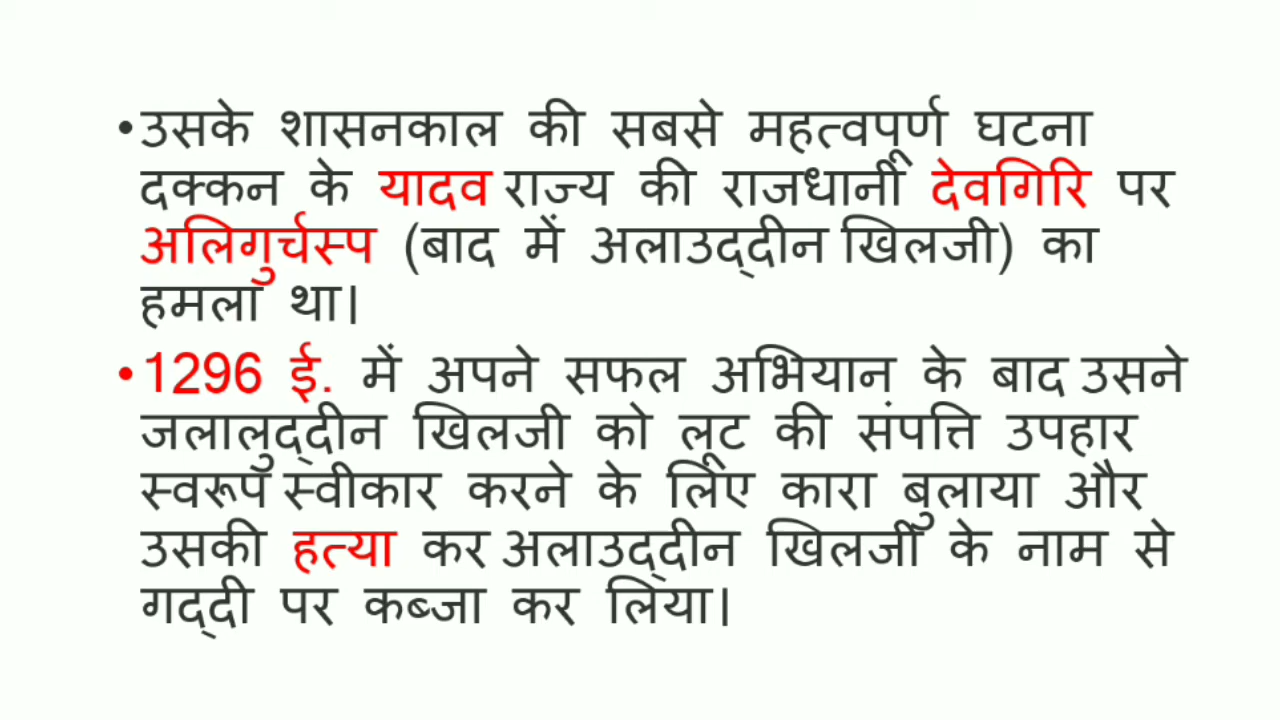 •उसके शासनकाल की सबसे महत्वपूर्ण घटना
दक्कन के यादव राज्य की राजधानी देवगिरि पर
अलिगुर्चस्प (बाद में अलाउद्दीन खिलजी) का
हमला था।
•1296 ई. में अपने सफल अभियान के बाद उसने
जलालुद्दीन खिलजी को लूट की संपत्ति उपहार
स्वरूप स्वीकार करने के लिए कारा बुलाया और
उसकी हत्या कर अलाउद्दीन खिलजी के नाम से
गद्दी पर कब्जा कर लिया।